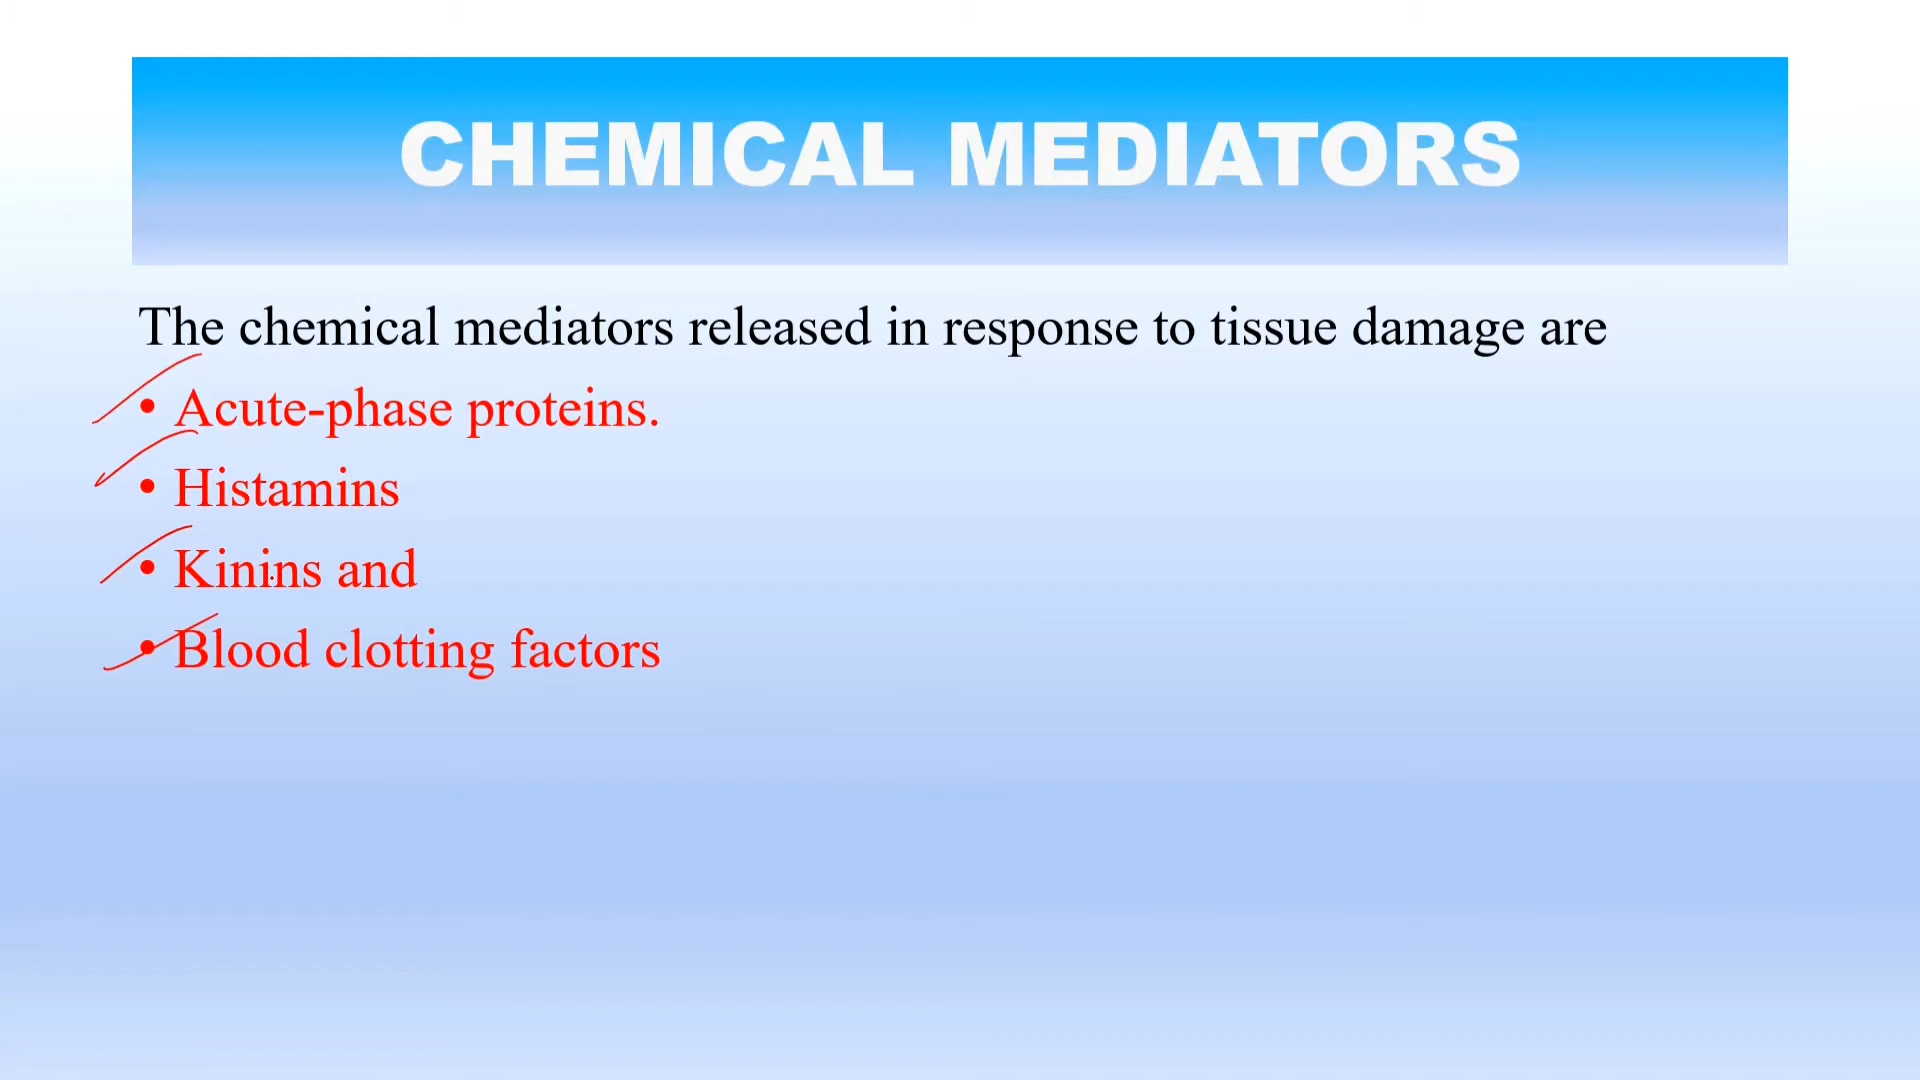 CHEMICAL MEDIATORS
The chemical mediators released in response to tissue damage are
• Acute-phase proteins.
• Histamins
• Kinins and
• Blood clotting factors